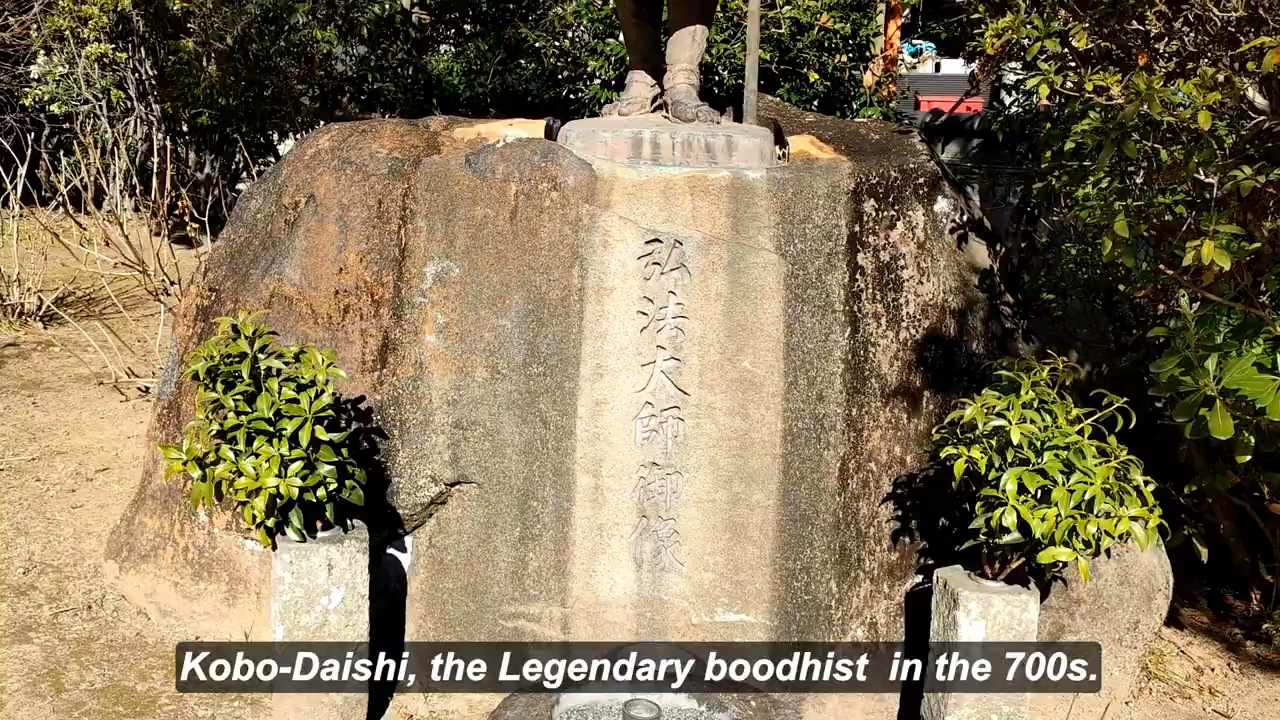 弘法大師御像
Kobo-Daishi, the Legendary boodhist in the 700s.